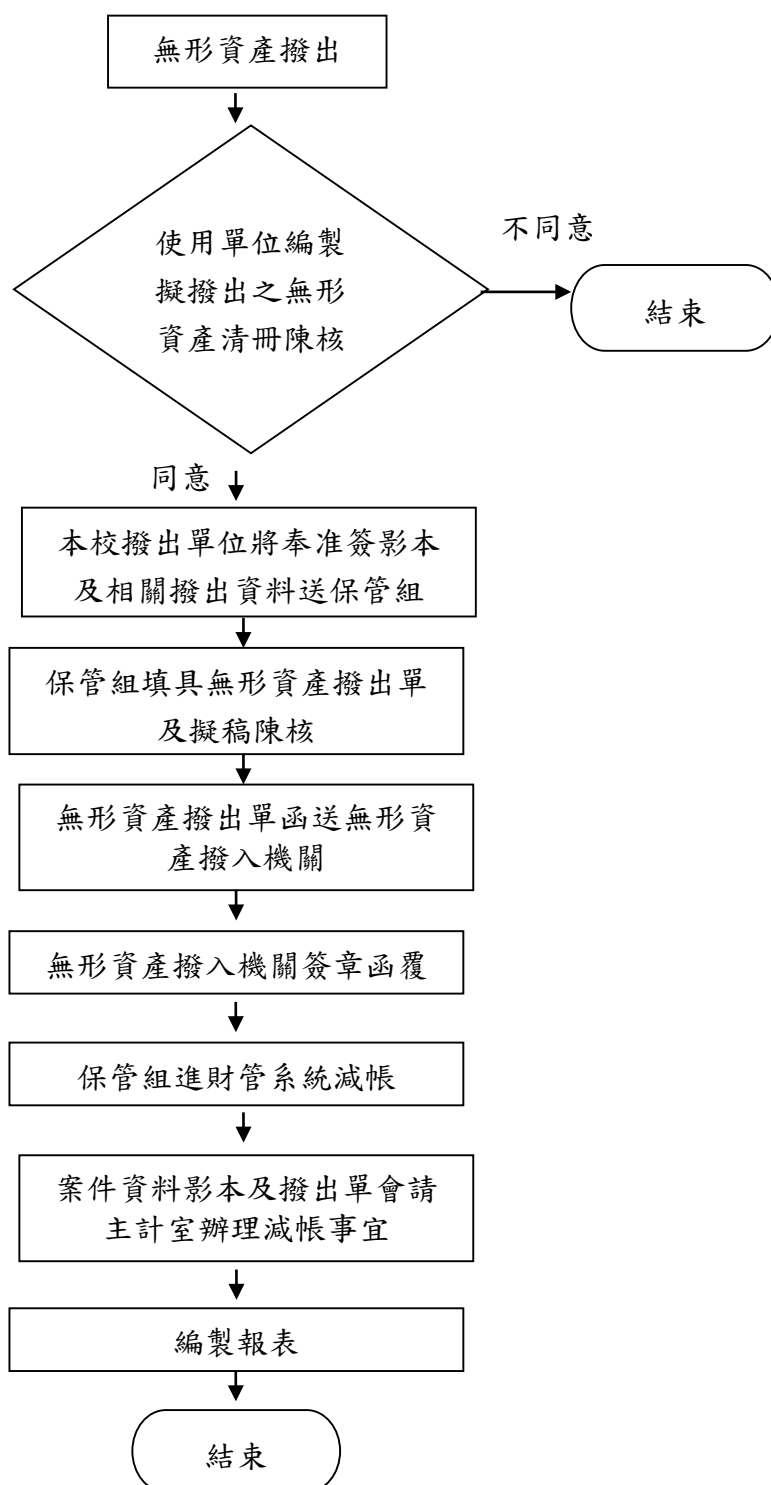 無形資產撥出
使用單位編製
擬撥出之無形
資產清冊陳核
不同意
結束
同意
本校撥出單位將奉准簽影本
及相關撥出資料送保管組
保管組填具無形資產撥出單
及擬稿陳核
無形資產撥出單函送無形資
產撥入機關
無形資產撥入機關簽章函覆
保管組進財管系統減帳
案件資料影本及撥出單會請
主計室辦理減帳事宜
編製報表
結束